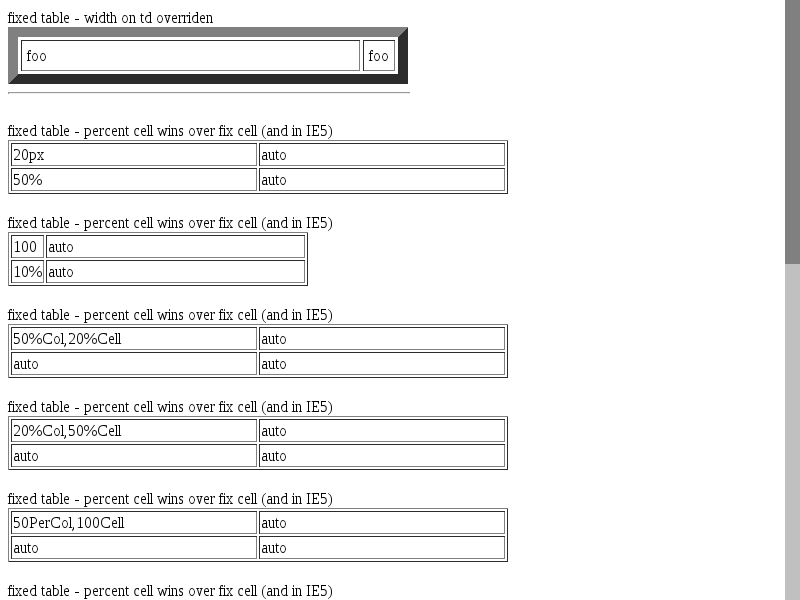 fixed table - width on td overriden
foo foo
fixed table - percent cell wins over fix cell (and in IE5)
20px auto
50% auto
fixed table - percent cell wins over fix cell (and in IE5)
100 auto
10% auto
fixed table - percent cell wins over fix cell (and in IE5)
50%Col,20%Cell auto
auto auto
fixed table - percent cell wins over fix cell (and in IE5)
20%Col,50%Cell auto
auto auto
fixed table - percent cell wins over fix cell (and in IE5)
50PerCol,100Cell auto
auto auto
fixed table - percent cell wins over fix cell (and in IE5)